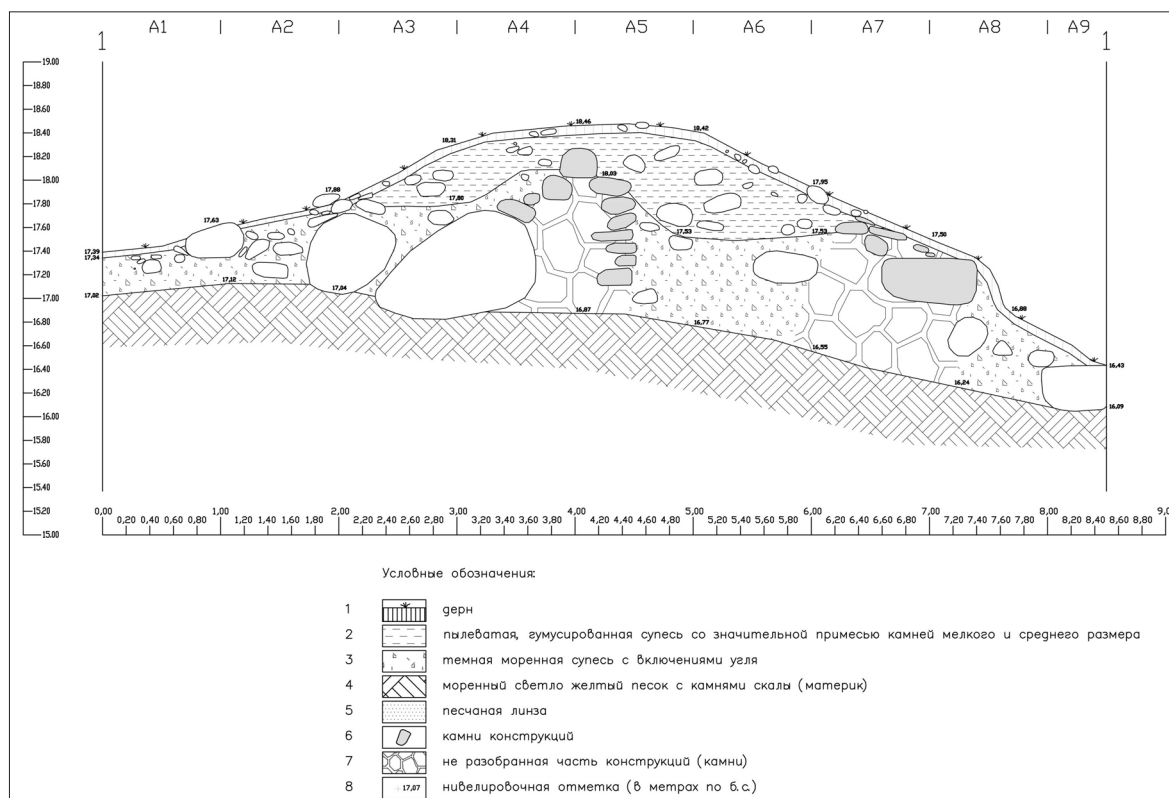 A1 | A2 | A3 | A4 | A5 | A6 | A7 | A8 | A9
1 1
19.00
18.80
18.60
18.40
18.20
18.00
17.80
17.60
17.40
17.20
17.00
16.80
16.60
16.40
16.20
16.00
15.80
15.60
15.40
15.20
15.00
18,46
18,31 18,42
18,03
17,88 17,95
17,80
17,63
17,53 17,53 17,50
17,39
17,34
17,12
17,02 17,04
16,87 16,88
16,77
16,55
16,43
16,24
16,09
0,00 1,00 2,00 3,00 4,00 5,00 6,00 7,00 8,00 9,0
0,20 0,40 0,60 0,80 1,20 1,40 1,60 1,80 2,20 2,40 2,60 2,80 3,20 3,40 3,60 3,80 4,20 4,40 4,60 4,80 5,20 5,40 5,60 5,80 6,20 6,40 6,60 6,80 7,20 7,40 7,60 7,80 8,20 8,40 8,60 8,80
Условные обозначения:
1 дерн
2 пылеватая, гумусированная супесь со значительной примесью камней мелкого и среднего размера
3 темная моренная супесь с включениями угля
4 моренный светло желтый песок с камнями скалы (материк)
5 песчаная линза
6 камни конструкций
7 не разобранная часть конструкций (камни)
8 17,07 нивелировочная отметка (в метрах по б.с.)